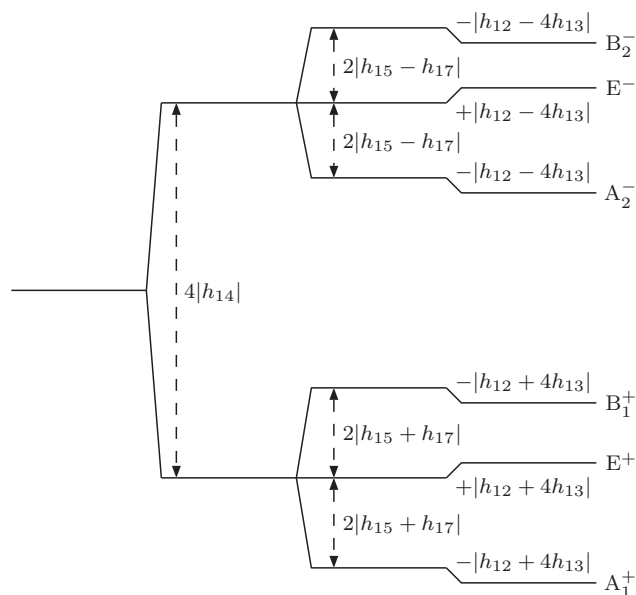 −|h₁₂ − 4h₁₃|
B₂⁻
2|h₁₅ − h₁₇|
E⁻
+|h₁₂ − 4h₁₃|
2|h₁₅ − h₁₇|
−|h₁₂ − 4h₁₃|
A₂⁻
4|h₁₄|
−|h₁₂ + 4h₁₃|
B₁⁺
2|h₁₅ + h₁₇|
E⁺
+|h₁₂ + 4h₁₃|
2|h₁₅ + h₁₇|
−|h₁₂ + 4h₁₃|
A₁⁺